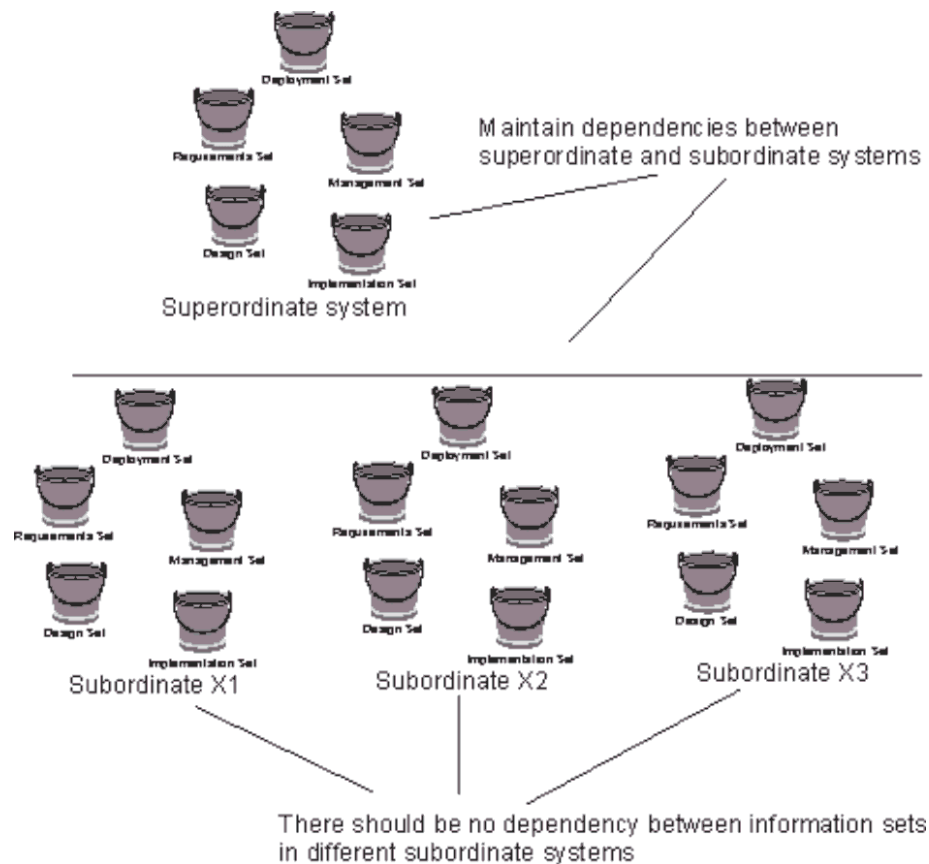 Deployment Set
Requirements Set
Management Set
Design Set
Implementation Set
Superordinate system
Maintain dependencies between
superordinate and subordinate systems
Deployment Set
Requirements Set
Management Set
Design Set
Implementation Set
Subordinate X1
Deployment Set
Requirements Set
Management Set
Design Set
Implementation Set
Subordinate X2
Deployment Set
Requirements Set
Management Set
Design Set
Implementation Set
Subordinate X3
There should be no dependency between information sets
in different subordinate systems